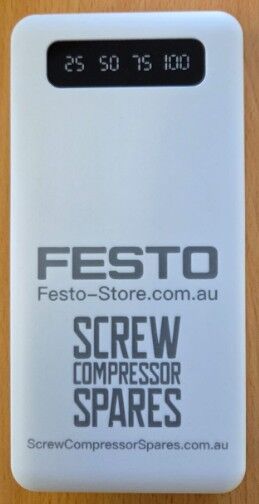 25 50 75 100
FESTO
Festo-Store.com.au
SCREW
COMPRESSOR
SPARES
ScrewCompressorSpares.com.au